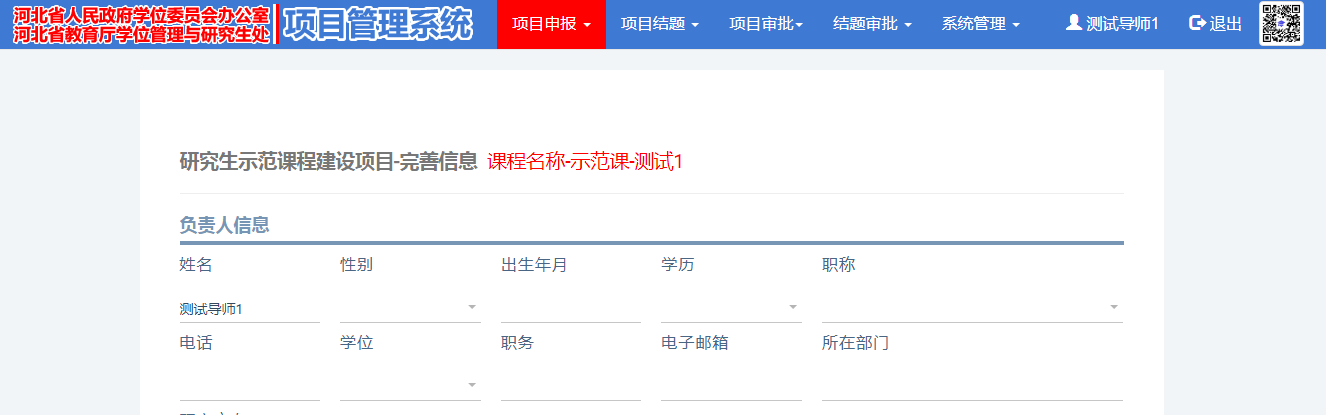 河北省人民政府学位委员会办公室
河北省教育厅学位管理与研究生处
项目管理系统
项目申报 项目结题 项目审批 结题审批 系统管理 测试导师1 退出
研究生示范课程建设项目-完善信息 课程名称-示范课-测试1
负责人信息
姓名 性别 出生年月 学历 职称
测试导师1
电话 学位 职务 电子邮箱 所在部门